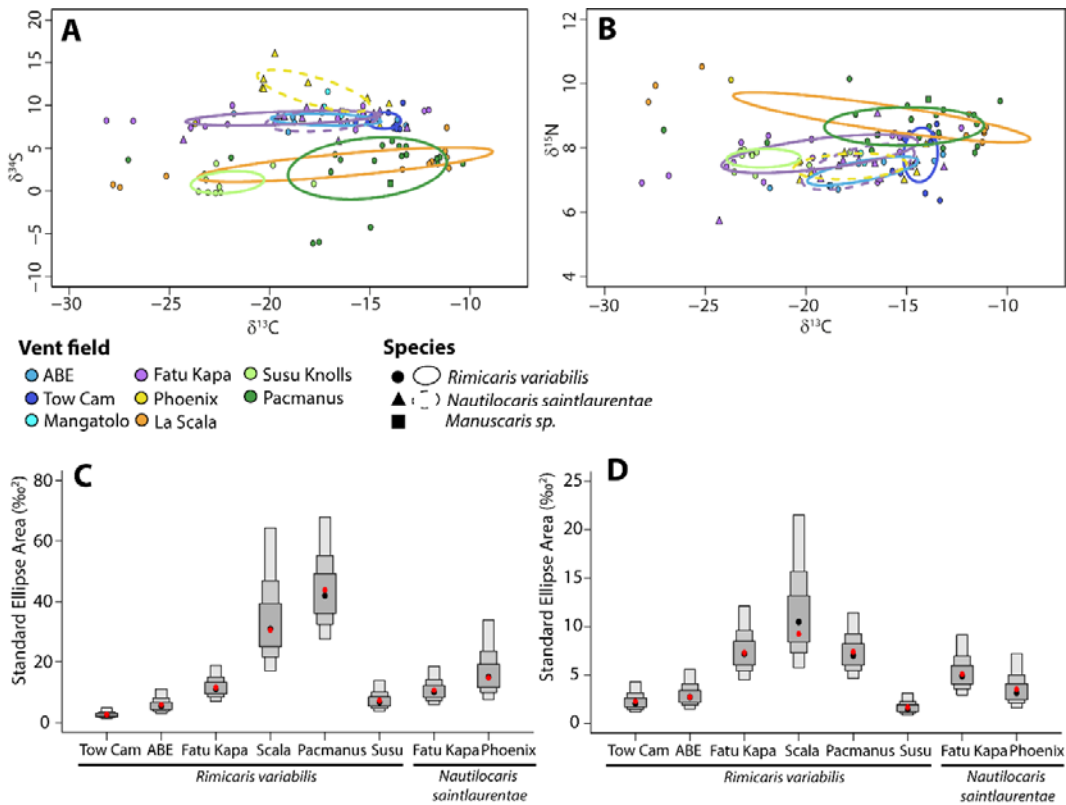 A
B
δ³⁴S
20
15
10
5
0
−5
−10
−30
−25
−20
−15
−10
δ¹³C
δ¹⁵N
12
10
8
6
4
−30
−25
−20
−15
−10
δ¹³C
Vent field
ABE
Fatu Kapa
Susu Knolls
Tow Cam
Phoenix
Pacmanus
Mangatolo
La Scala
Species
Rimicaris variabilis
Nautilocaris saintlaurentae
Manuscaris sp.
C
Standard Ellipse Area (‰²)
80
60
40
20
0
Tow Cam ABE Fatu Kapa Scala Pacmanus Susu Fatu Kapa Phoenix
Rimicaris variabilis
Nautilocaris
saintlaurentae
D
Standard Ellipse Area (‰²)
25
20
15
10
5
0
Tow Cam ABE Fatu Kapa Scala Pacmanus Susu Fatu Kapa Phoenix
Rimicaris variabilis
Nautilocaris
saintlaurentae